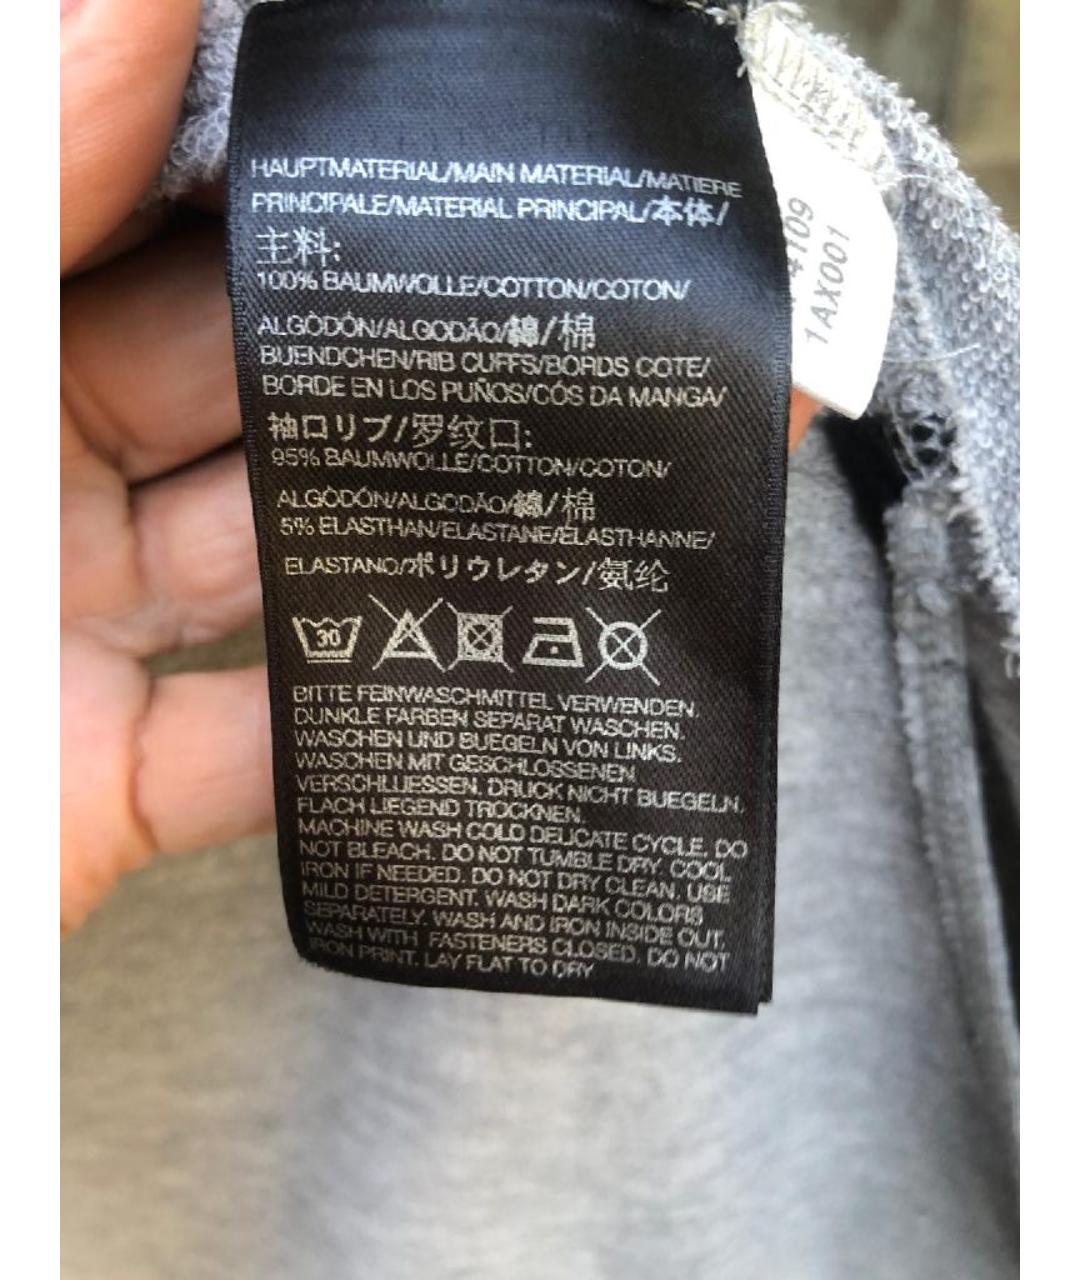 HAUPTMATERIAL/MAIN MATERIAL/MATIERE
PRINCIPALE/MATERIAL PRINCIPAL/本体/
主料:
100% BAUMWOLLE/COTTON/COTON/
ALGODÓN/ALGODÃO/綿/棉
BUENDCHEN/RIB CUFFS/BORDS COTE/
BORDE EN LOS PUÑOS/CÓS DA MANGA/
袖口リブ/罗纹口:
95% BAUMWOLLE/COTTON/COTON/
ALGODÓN/ALGODÃO/綿/棉
5% ELASTHAN/ELASTANE/ELASTHANNE/
ELASTANO/ポリウレタン/氨纶
30
BITTE FEINWASCHMITTEL VERWENDEN.
DUNKLE FARBEN SEPARAT WASCHEN.
WASCHEN UND BUEGELN VON LINKS.
WASCHEN MIT GESCHLOSSENEN
VERSCHLUESSEN. DRUCK NICHT BUEGELN.
FLACH LIEGEND TROCKNEN.
MACHINE WASH COLD DELICATE CYCLE. DO
NOT BLEACH. DO NOT TUMBLE DRY. COOL
IRON IF NEEDED. DO NOT DRY CLEAN. USE
MILD DETERGENT. WASH DARK COLORS
SEPARATELY. WASH AND IRON INSIDE OUT.
WASH WITH FASTENERS CLOSED. DO NOT
IRON PRINT. LAY FLAT TO DRY
1AX001